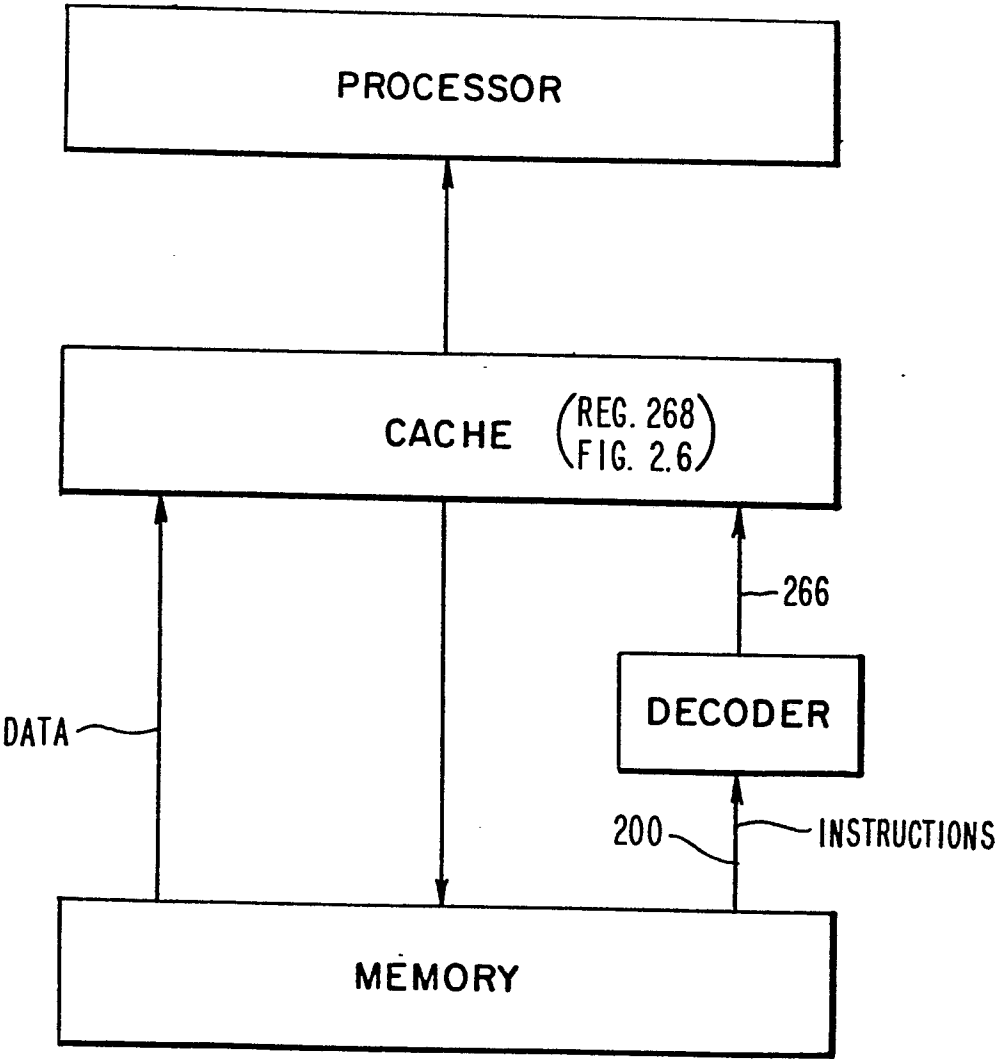 PROCESSOR
CACHE
(REG. 268
FIG. 2.6)
266
DECODER
DATA
200
INSTRUCTIONS
MEMORY